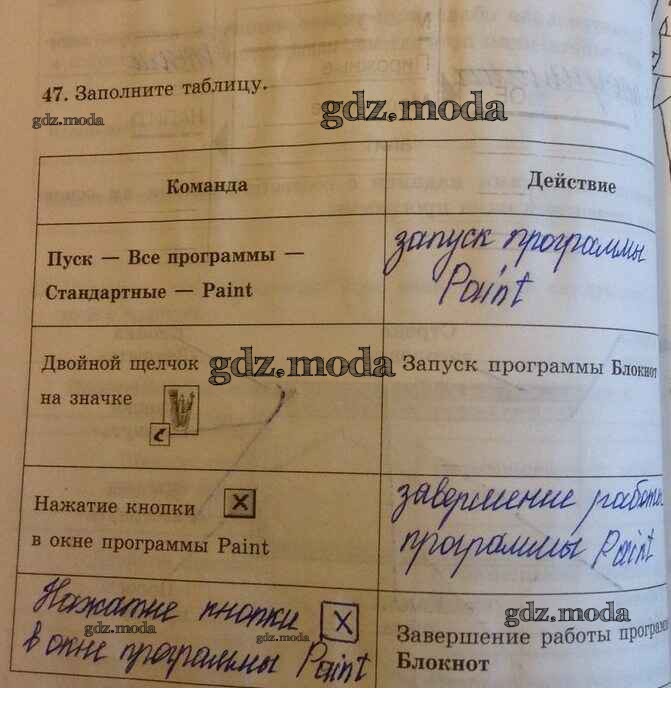 47. Заполните таблицу.
gdz.moda
gdz.moda
Команда
Действие
Пуск — Все программы —
Стандартные — Paint
запуск программы
Paint
Двойной щелчок
на значке
gdz.moda
Запуск программы Блокнот
Нажатие кнопки X
в окне программы Paint
завершение работы
программы Paint
Нажатие кнопки X
в окне программы Paint
gdz.moda
gdz.moda
gdz.moda
Завершение работы програм
Блокнот